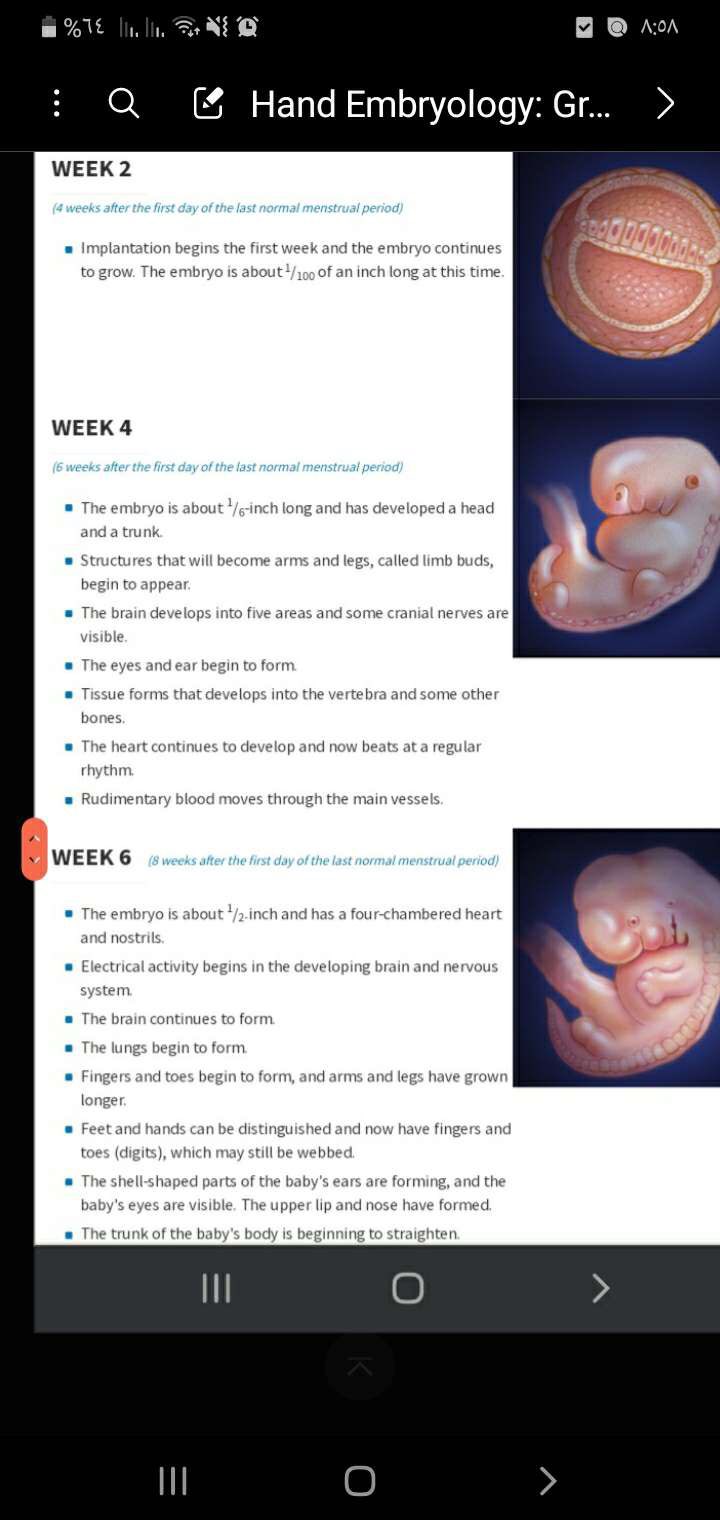 %٦٤
٨:٥٨
Hand Embryology: Gr...
WEEK 2
(4 weeks after the first day of the last normal menstrual period)
▪ Implantation begins the first week and the embryo continues
to grow. The embryo is about 1/100 of an inch long at this time.
WEEK 4
(6 weeks after the first day of the last normal menstrual period)
▪ The embryo is about 1/6-inch long and has developed a head
and a trunk.
▪ Structures that will become arms and legs, called limb buds,
begin to appear.
▪ The brain develops into five areas and some cranial nerves are
visible.
▪ The eyes and ear begin to form.
▪ Tissue forms that develops into the vertebra and some other
bones.
▪ The heart continues to develop and now beats at a regular
rhythm.
▪ Rudimentary blood moves through the main vessels.
WEEK 6 (8 weeks after the first day of the last normal menstrual period)
▪ The embryo is about 1/2-inch and has a four-chambered heart
and nostrils.
▪ Electrical activity begins in the developing brain and nervous
system.
▪ The brain continues to form.
▪ The lungs begin to form.
▪ Fingers and toes begin to form, and arms and legs have grown
longer.
▪ Feet and hands can be distinguished and now have fingers and
toes (digits), which may still be webbed.
▪ The shell-shaped parts of the baby's ears are forming, and the
baby's eyes are visible. The upper lip and nose have formed.
▪ The trunk of the baby's body is beginning to straighten.